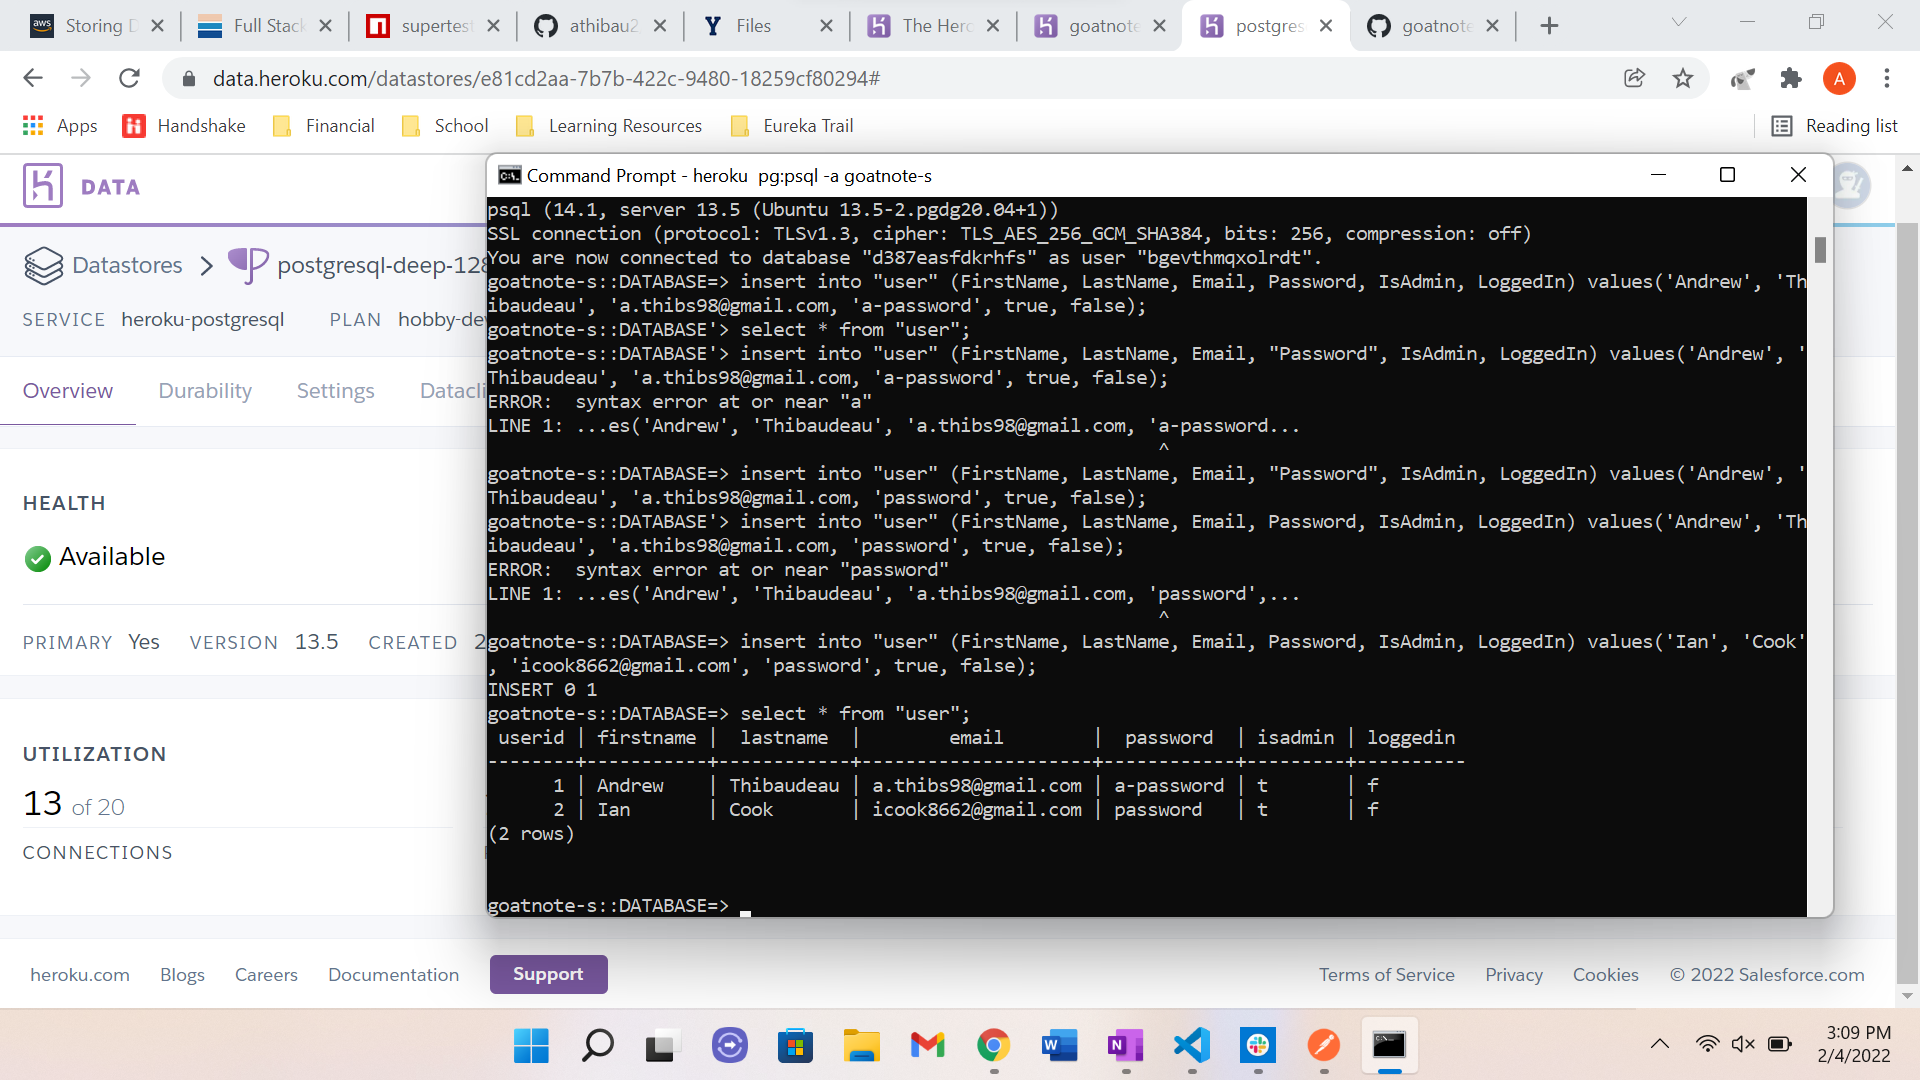 Storing D
Full Stack
supertest
athibau2
Files
The Hero
goatnote
postgres
goatnote
data.heroku.com/datastores/e81cd2aa-7b7b-422c-9480-18259cf80294#
A
Apps
Handshake
Financial
School
Learning Resources
Eureka Trail
Reading list
DATA
Datastores
postgresql-deep-128
SERVICE heroku-postgresql PLAN hobby-dev
Overview Durability Settings Datacli
HEALTH
Available
PRIMARY Yes VERSION 13.5 CREATED 2
UTILIZATION
13 of 20
CONNECTIONS
Command Prompt - heroku  pg:psql -a goatnote-s
psql (14.1, server 13.5 (Ubuntu 13.5-2.pgdg20.04+1))
SSL connection (protocol: TLSv1.3, cipher: TLS_AES_256_GCM_SHA384, bits: 256, compression: off)
You are now connected to database "d387easfdkrhfs" as user "bgevthmqxolrdt".
goatnote-s::DATABASE=> insert into "user" (FirstName, LastName, Email, Password, IsAdmin, LoggedIn) values('Andrew', 'Th
ibaudeau', 'a.thibs98@gmail.com, 'a-password', true, false);
goatnote-s::DATABASE'> select * from "user";
goatnote-s::DATABASE'> insert into "user" (FirstName, LastName, Email, "Password", IsAdmin, LoggedIn) values('Andrew', '
Thibaudeau', 'a.thibs98@gmail.com, 'a-password', true, false);
ERROR:  syntax error at or near "a"
LINE 1: ...es('Andrew', 'Thibaudeau', 'a.thibs98@gmail.com, 'a-password...
^
goatnote-s::DATABASE=> insert into "user" (FirstName, LastName, Email, "Password", IsAdmin, LoggedIn) values('Andrew', '
Thibaudeau', 'a.thibs98@gmail.com, 'password', true, false);
goatnote-s::DATABASE'> insert into "user" (FirstName, LastName, Email, Password, IsAdmin, LoggedIn) values('Andrew', 'Th
ibaudeau', 'a.thibs98@gmail.com, 'password', true, false);
ERROR:  syntax error at or near "password"
LINE 1: ...es('Andrew', 'Thibaudeau', 'a.thibs98@gmail.com, 'password',...
^
goatnote-s::DATABASE=> insert into "user" (FirstName, LastName, Email, Password, IsAdmin, LoggedIn) values('Ian', 'Cook'
, 'icook8662@gmail.com', 'password', true, false);
INSERT 0 1
goatnote-s::DATABASE=> select * from "user";
userid | firstname |  lastname  |        email        |  password  | isadmin | loggedin
--------+-----------+------------+---------------------+------------+---------+----------
1 | Andrew    | Thibaudeau | a.thibs98@gmail.com | a-password | t       | f
2 | Ian       | Cook       | icook8662@gmail.com | password   | t       | f
(2 rows)
goatnote-s::DATABASE=>
heroku.com Blogs Careers Documentation Support Terms of Service Privacy Cookies © 2022 Salesforce.com
3:09 PM
2/4/2022